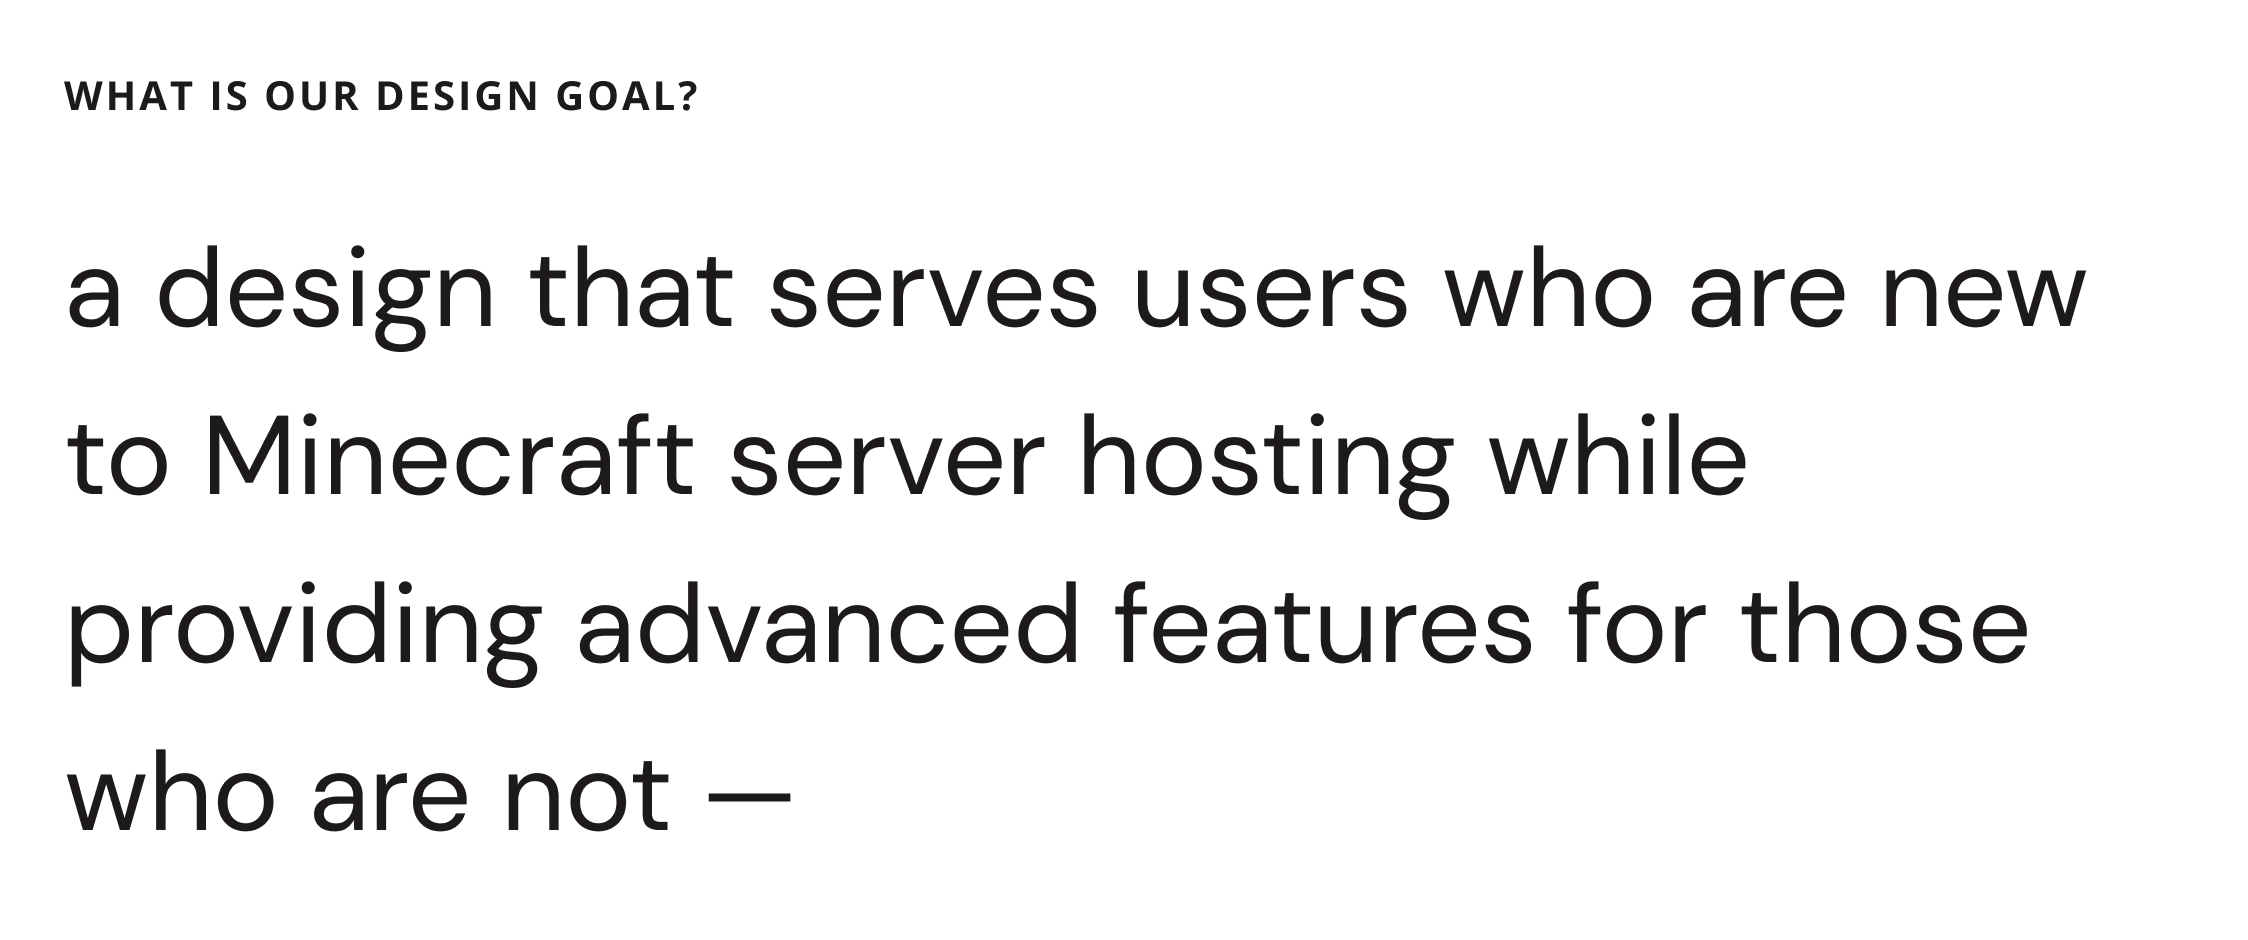 WHAT IS OUR DESIGN GOAL?
a design that serves users who are new
to Minecraft server hosting while
providing advanced features for those
who are not —